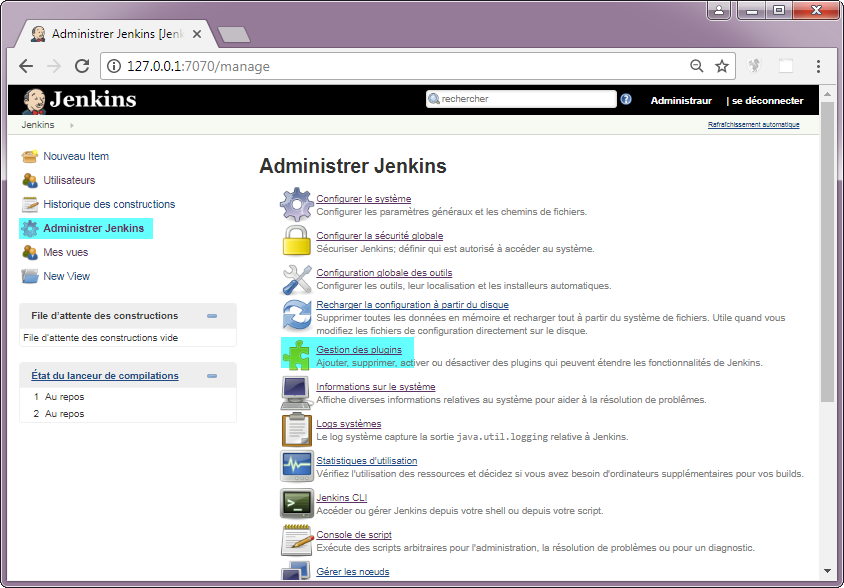 Administrer Jenkins [Jenk
127.0.0.1:7070/manage
Jenkins
rechercher
Administraur
| se déconnecter
Jenkins
Rafraîchissement automatique
Nouveau Item
Utilisateurs
Historique des constructions
Administrer Jenkins
Mes vues
New View
File d'attente des constructions
File d'attente des constructions vide
État du lanceur de compilations
1 Au repos
2 Au repos
Administrer Jenkins
Configurer le système
Configurer les paramètres généraux et les chemins de fichiers.
Configurer la sécurité globale
Sécuriser Jenkins; définir qui est autorisé à accéder au système.
Configuration globale des outils
Configurer les outils, leur localisation et les installeurs automatiques.
Recharger la configuration à partir du disque
Supprimer toutes les données en mémoire et recharger tout à partir du système de fichiers. Utile quand vous
modifiez les fichiers de configuration directement sur le disque.
Gestion des plugins
Ajouter, supprimer, activer ou désactiver des plugins qui peuvent étendre les fonctionnalités de Jenkins.
Informations sur le système
Affiche diverses informations relatives au système pour aider à la résolution de problèmes.
Logs systèmes
Le log système capture la sortie java.util.logging relative à Jenkins.
Statistiques d'utilisation
Vérifiez l'utilisation des ressources et décidez si vous avez besoin d'ordinateurs supplémentaires pour vos builds.
Jenkins CLI
Accéder ou gérer Jenkins depuis votre shell ou depuis votre script.
Console de script
Exécute des scripts arbitraires pour l'administration, la résolution de problèmes ou pour un diagnostic.
Gérer les nœuds